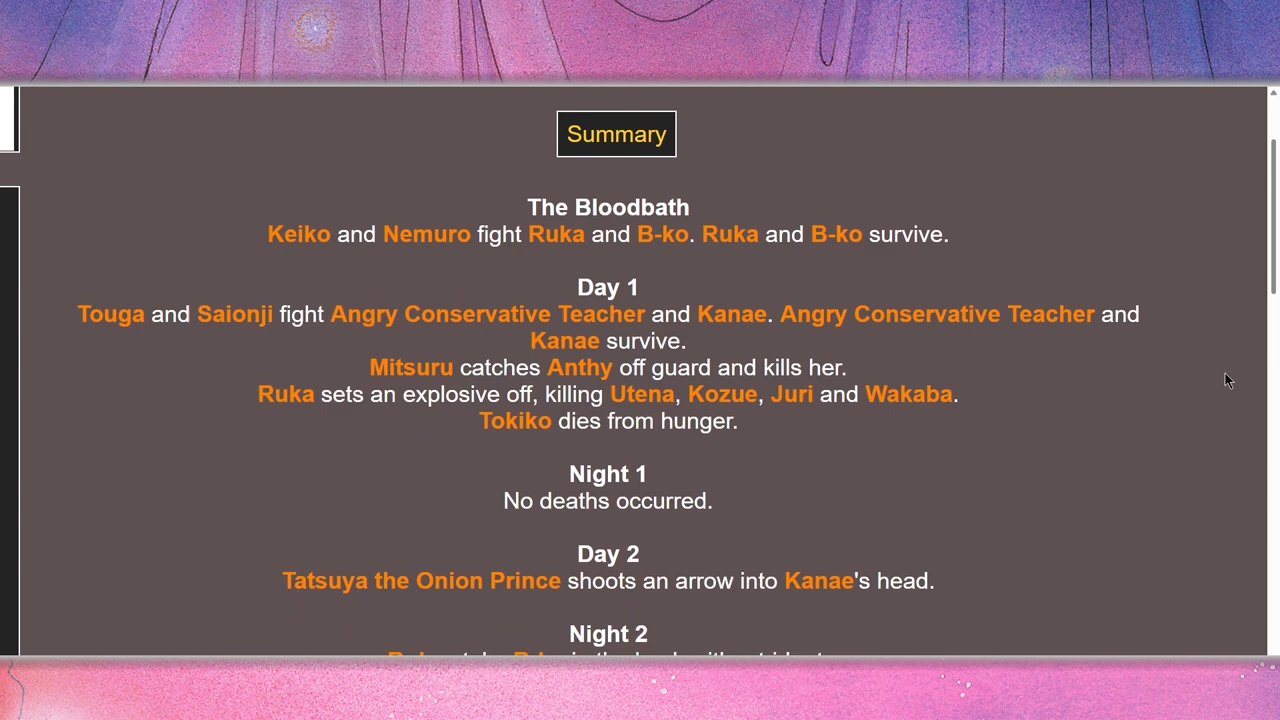 Summary
The Bloodbath
Keiko and Nemuro fight Ruka and B-ko. Ruka and B-ko survive.
Day 1
Touga and Saionji fight Angry Conservative Teacher and Kanae. Angry Conservative Teacher and
Kanae survive.
Mitsuru catches Anthy off guard and kills her.
Ruka sets an explosive off, killing Utena, Kozue, Juri and Wakaba.
Tokiko dies from hunger.
Night 1
No deaths occurred.
Day 2
Tatsuya the Onion Prince shoots an arrow into Kanae's head.
Night 2